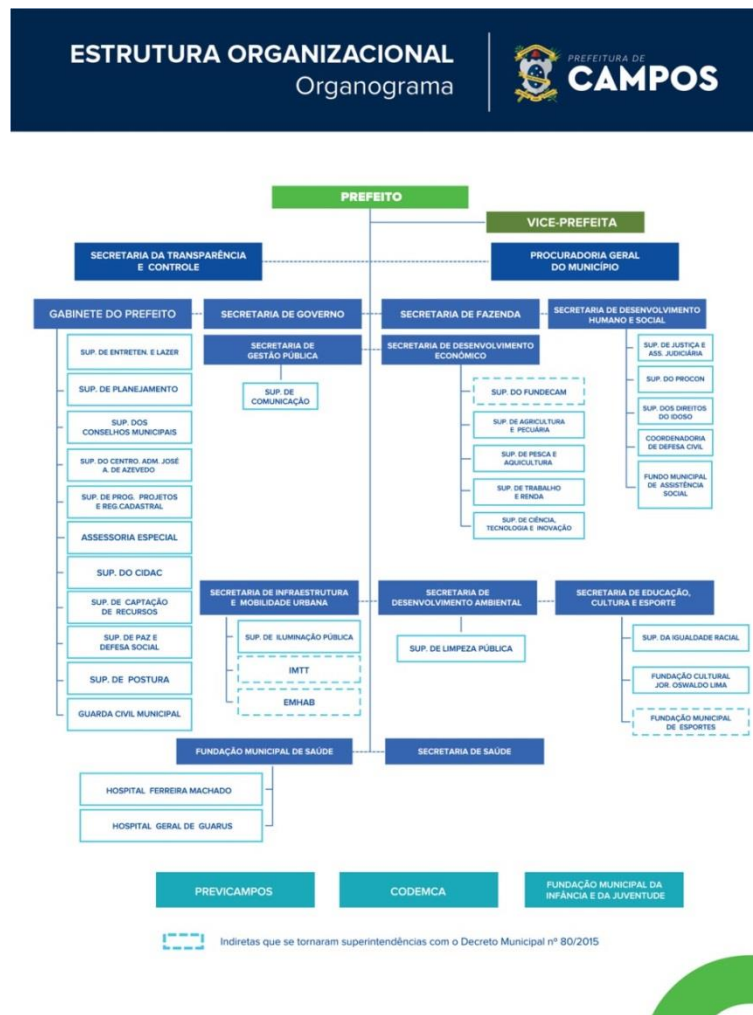 ESTRUTURA ORGANIZACIONAL
Organograma
PREFEITURA DE
CAMPOS
PREFEITO
VICE-PREFEITA
SECRETARIA DA TRANSPARÊNCIA
E CONTROLE
PROCURADORIA GERAL
DO MUNICÍPIO
GABINETE DO PREFEITO
SECRETARIA DE GOVERNO
SECRETARIA DE FAZENDA
SECRETARIA DE DESENVOLVIMENTO
HUMANO E SOCIAL
SUP. DE ENTRETEN. E LAZER
SUP. DE PLANEJAMENTO
SUP. DOS
CONSELHOS MUNICIPAIS
SUP. DO CENTRO. ADM. JOSÉ
A. DE AZEVEDO
SUP. DE PROG. PROJETOS
E REG.CADASTRAL
ASSESSORIA ESPECIAL
SUP. DO CIDAC
SUP. DE CAPTAÇÃO
DE RECURSOS
SUP. DE PAZ E
DEFESA SOCIAL
SUP. DE POSTURA
GUARDA CIVIL MUNICIPAL
SECRETARIA DE
GESTÃO PÚBLICA
SUP. DE
COMUNICAÇÃO
SECRETARIA DE DESENVOLVIMENTO
ECONÔMICO
SUP. DO FUNDECAM
SUP. DE AGRICULTURA
E PECUÁRIA
SUP. DE PESCA E
AQUICULTURA
SUP. DE TRABALHO
E RENDA
SUP. DE CIÊNCIA,
TECNOLOGIA E INOVAÇÃO
SUP. DE JUSTIÇA E
ASS. JUDICIÁRIA
SUP. DO PROCON
SUP. DOS DIREITOS
DO IDOSO
COORDENADORIA
DE DEFESA CIVIL
FUNDO MUNICIPAL
DE ASSISTÊNCIA
SOCIAL
SECRETARIA DE INFRAESTRUTURA
E MOBILIDADE URBANA
SUP. DE ILUMINAÇÃO PÚBLICA
IMTT
EMHAB
SECRETARIA DE
DESENVOLVIMENTO AMBIENTAL
SUP. DE LIMPEZA PÚBLICA
SECRETARIA DE EDUCAÇÃO,
CULTURA E ESPORTE
SUP. DA IGUALDADE RACIAL
FUNDAÇÃO CULTURAL
JOR. OSWALDO LIMA
FUNDAÇÃO MUNICIPAL
DE ESPORTES
FUNDAÇÃO MUNICIPAL DE SAÚDE
SECRETARIA DE SAÚDE
HOSPITAL FERREIRA MACHADO
HOSPITAL GERAL DE GUARUS
PREVICAMPOS
CODEMCA
FUNDAÇÃO MUNICIPAL DA
INFÂNCIA E DA JUVENTUDE
Indiretas que se tornaram superintendências com o Decreto Municipal nº 80/2015